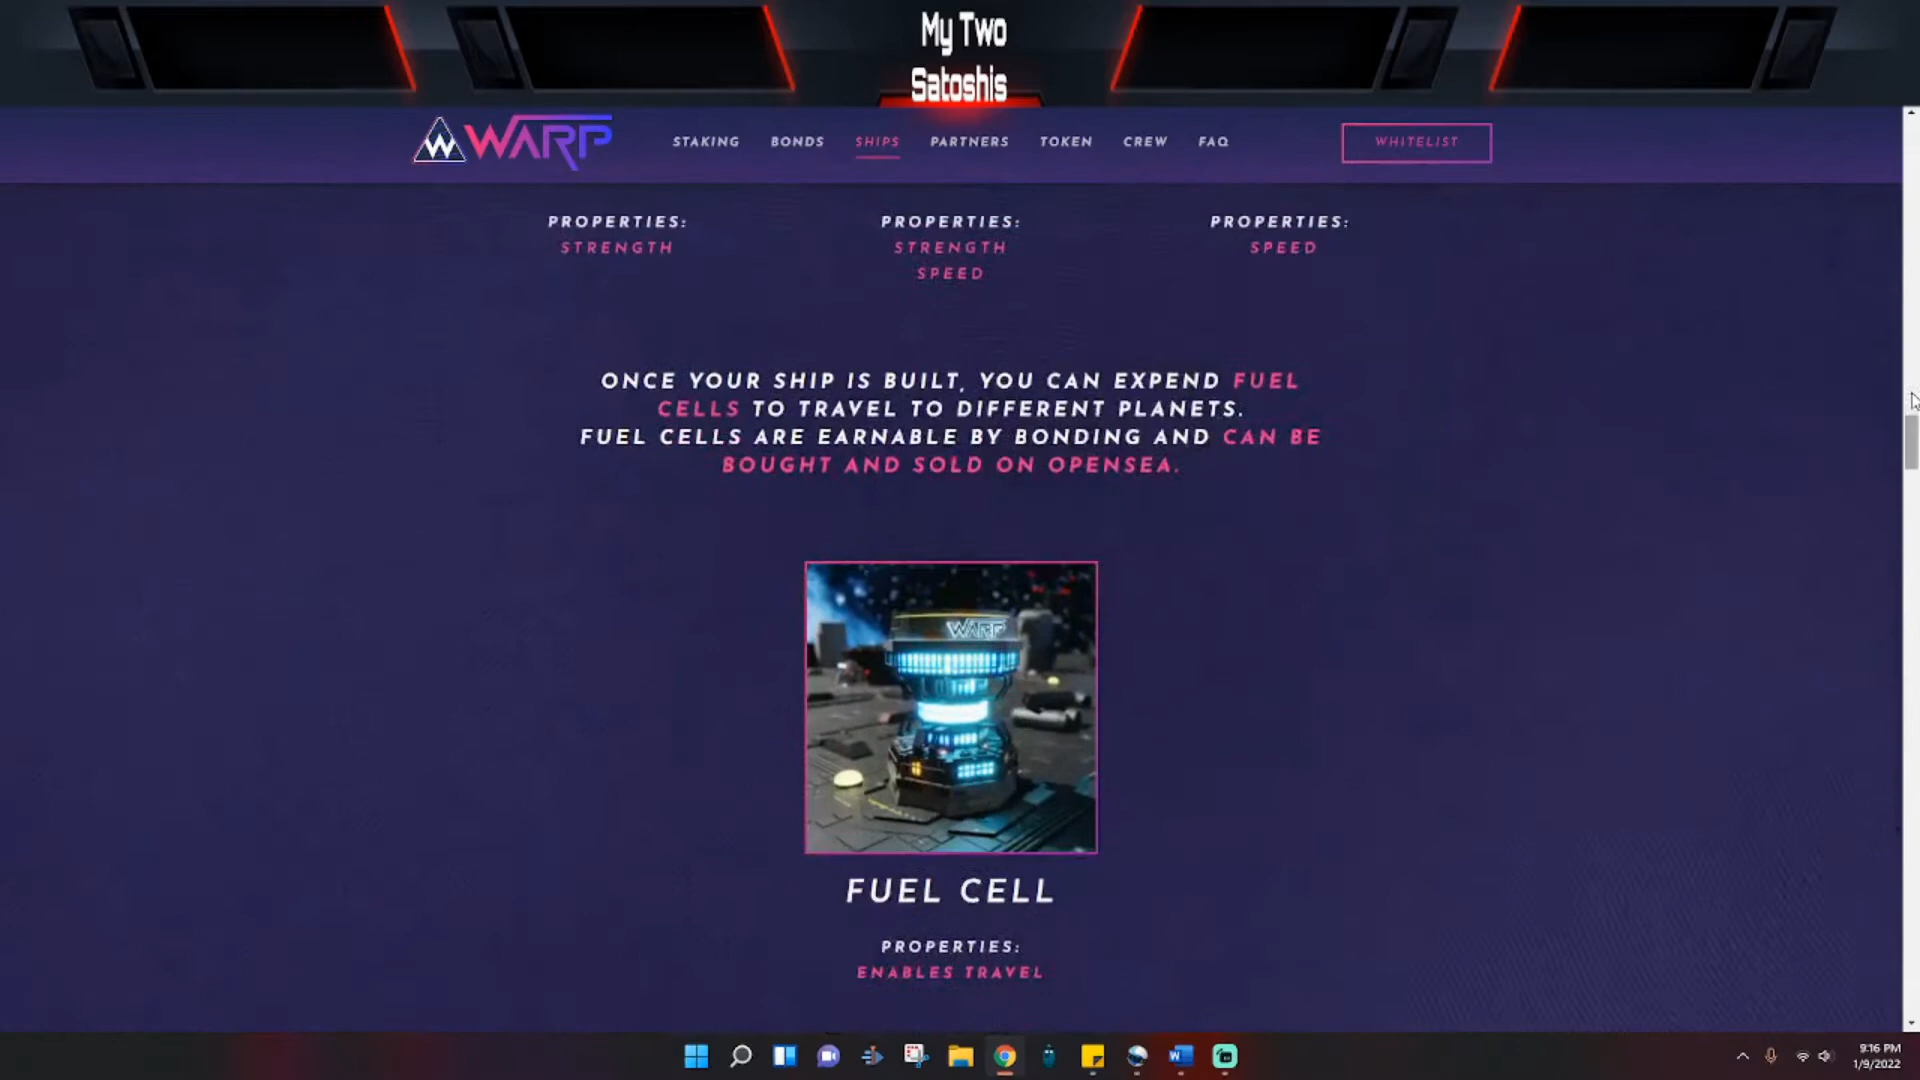 My Two
Satoshis
W WARP
STAKING BONDS SHIPS PARTNERS TOKEN CREW FAQ WHITELIST
PROPERTIES: PROPERTIES: PROPERTIES:
STRENGTH STRENGTH SPEED
SPEED
ONCE YOUR SHIP IS BUILT, YOU CAN EXPEND FUEL
CELLS TO TRAVEL TO DIFFERENT PLANETS.
FUEL CELLS ARE EARNABLE BY BONDING AND CAN BE
BOUGHT AND SOLD ON OPENSEA.
WARP
FUEL CELL
PROPERTIES:
ENABLES TRAVEL
9:16 PM
1/9/2022